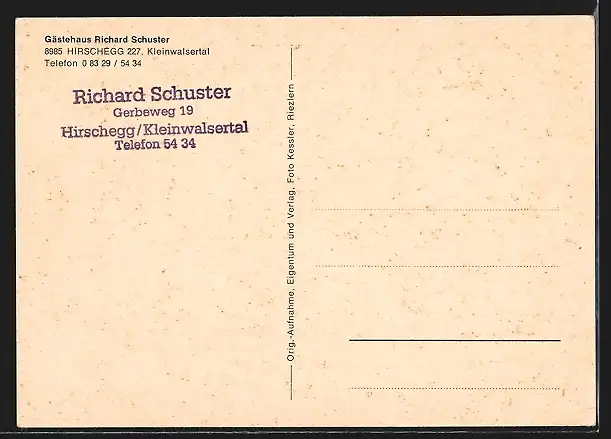 Gästehaus Richard Schuster
8985 HIRSCHEGG 227, Kleinwalsertal
Telefon 0 83 29 / 54 34
Richard Schuster
Gerbeweg 19
Hirschegg/Kleinwalsertal
Telefon 54 34
Orig.-Aufnahme, Eigentum und Verlag, Foto Kessler, Riezlern